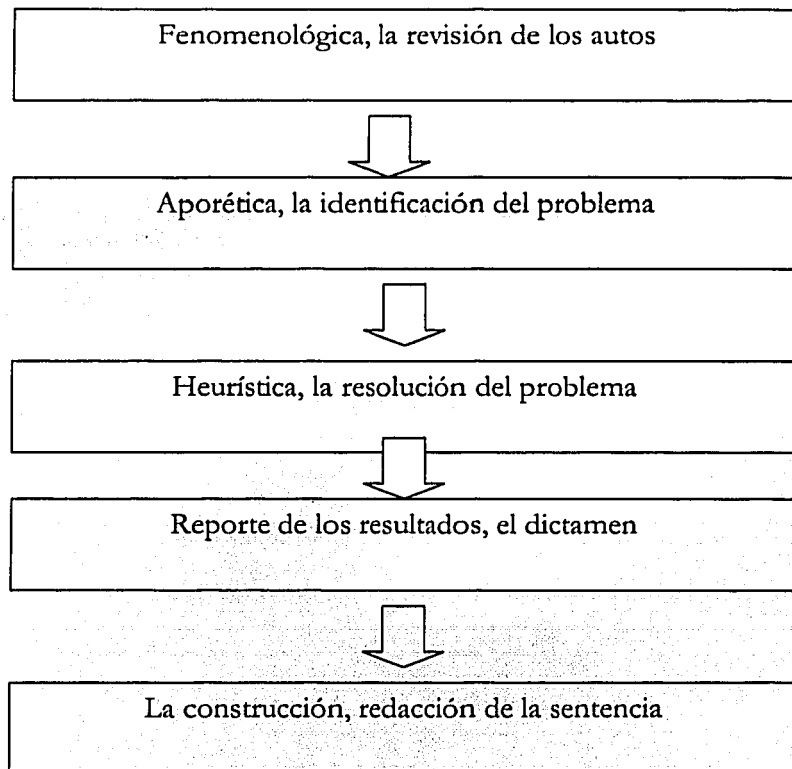 Fenomenológica, la revisión de los autos
Aporética, la identificación del problema
Heurística, la resolución del problema
Reporte de los resultados, el dictamen
La construcción, redacción de la sentencia